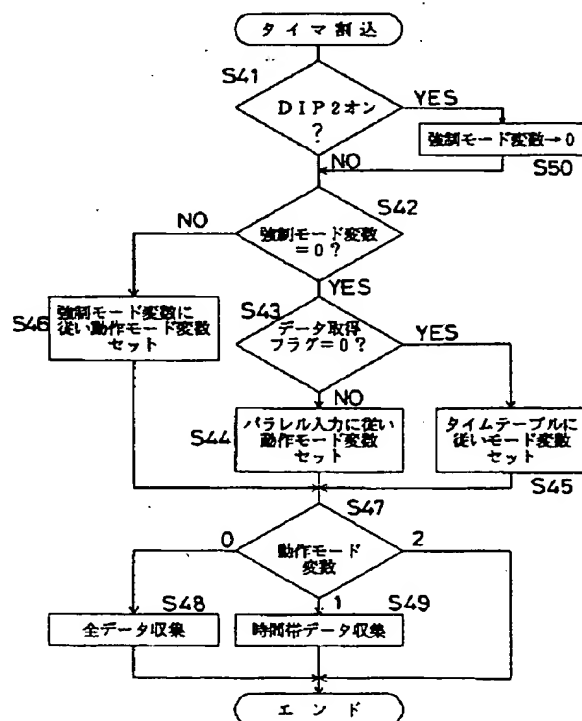 タイマ割込
S41
DIP2オン
?
YES
強制モード変数→0
S50
NO
S42
NO
強制モード変数
=0?
YES
S46
強制モード変数に
従い動作モード変数
セット
S43
データ取得
フラグ=0?
YES
NO
S44
パラレル入力に従い
動作モード変数
セット
タイムテーブルに
従いモード変数
セット
S45
S47
0
動作モード
変数
2
S48
1
S49
全データ収集
時間帯データ収集
エンド